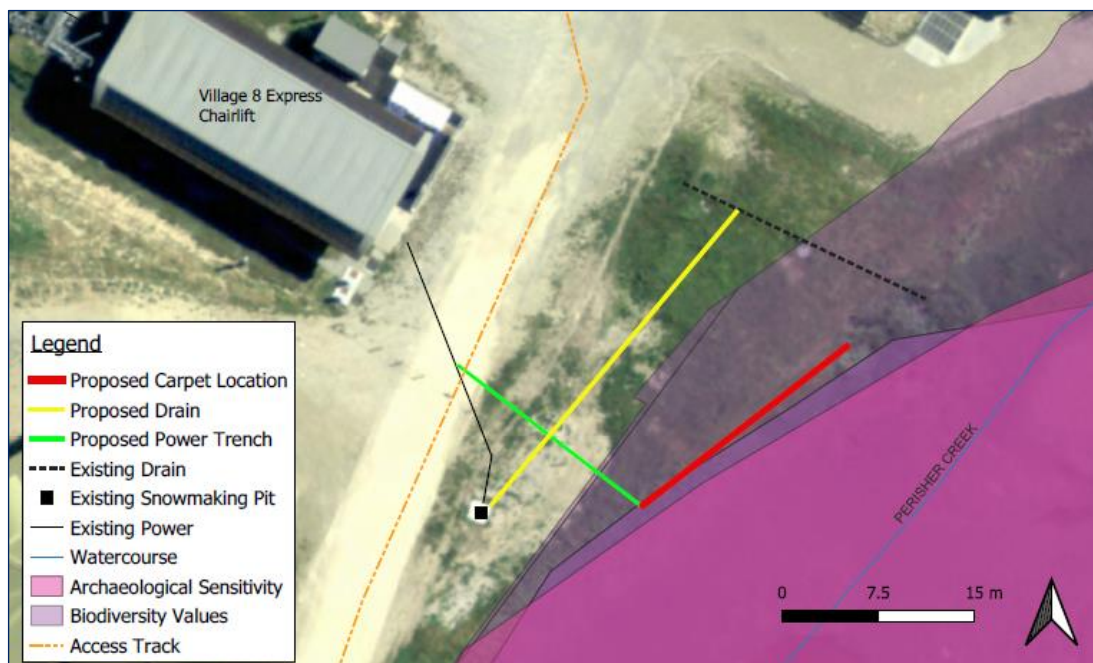 Village 8 Express
Chairlift
Legend
Proposed Carpet Location
Proposed Drain
Proposed Power Trench
Existing Drain
Existing Snowmaking Pit
Existing Power
Watercourse
Archaeological Sensitivity
Biodiversity Values
Access Track
PERISHER CREEK
0 7.5 15 m